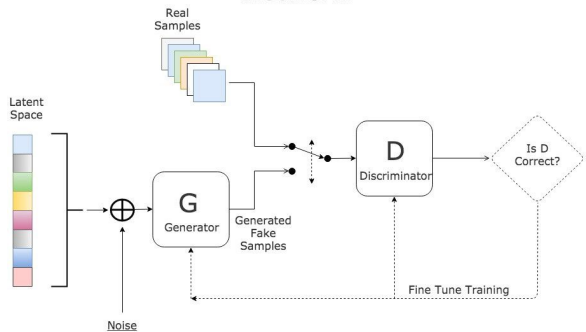 Real
Samples
Latent
Space
D
Discriminator
Is D
Correct?
G
Generator
Generated
Fake
Samples
Fine Tune Training
Noise